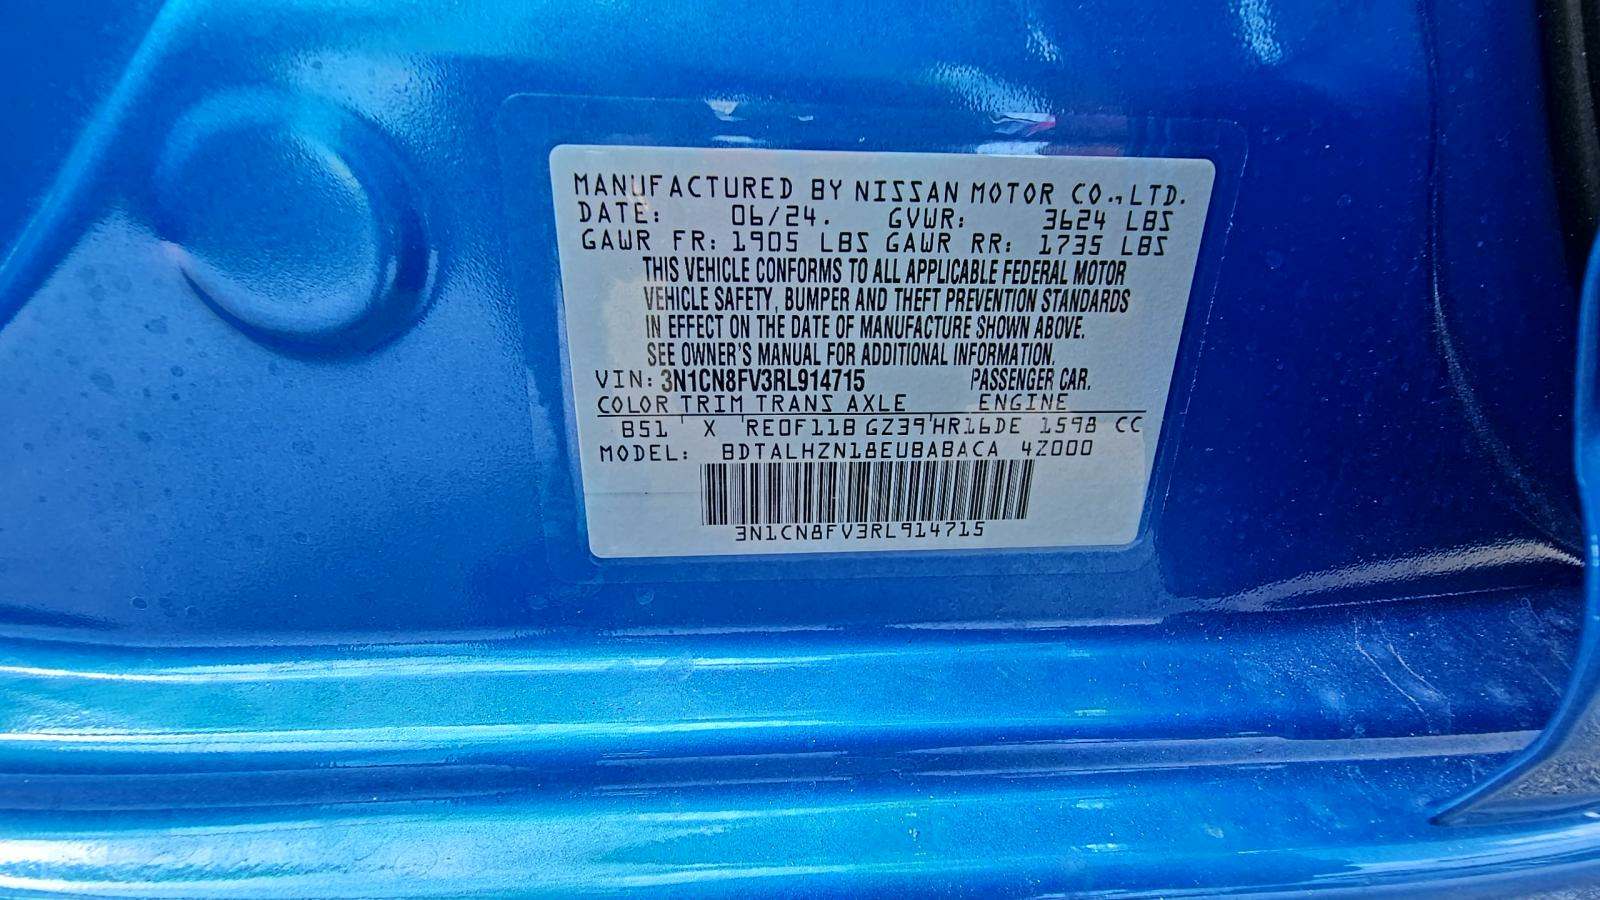 MANUFACTURED BY NISSAN MOTOR CO., LTD.
DATE: 06/24. GVWR: 3624 LBS
GAWR FR: 1905 LBS GAWR RR: 1735 LBS
THIS VEHICLE CONFORMS TO ALL APPLICABLE FEDERAL MOTOR
VEHICLE SAFETY, BUMPER AND THEFT PREVENTION STANDARDS
IN EFFECT ON THE DATE OF MANUFACTURE SHOWN ABOVE.
SEE OWNER'S MANUAL FOR ADDITIONAL INFORMATION.
VIN: 3N1CN8FV3RL914715 PASSENGER CAR.
COLOR TRIM TRANS AXLE ENGINE
B51 X RE0F11B GZ39 HR16DE 1598 CC
MODEL: BDTALHZN18EUBABACA 4Z000
3N1CN8FV3RL914715